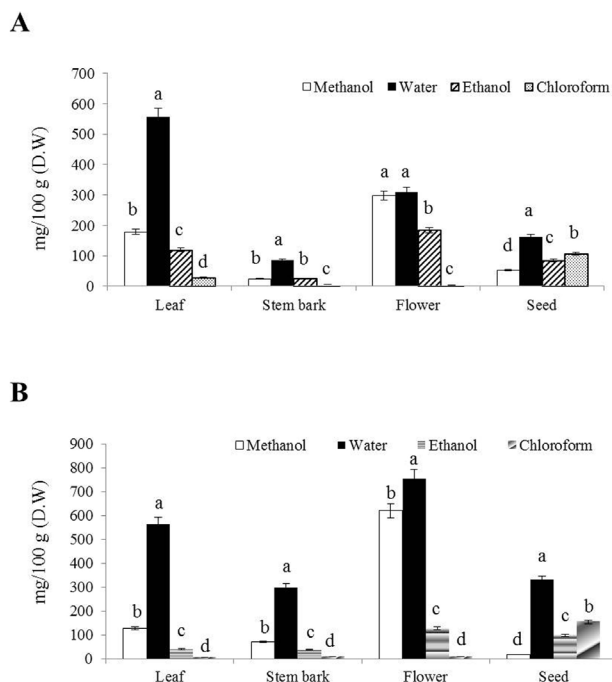 A
700
Methanol Water Ethanol Chloroform
600
500
400
300
200
100
0
mg/100 g (D.W)
b a c d
b a b c
a a b c
d a c b
Leaf Stem bark Flower Seed
B
900
Methanol Water Ethanol Chloroform
800
700
600
500
400
300
200
100
0
mg/100 g (D.W)
b a c d
b a c d
b a c d
d a c b
Leaf Stem bark Flower Seed